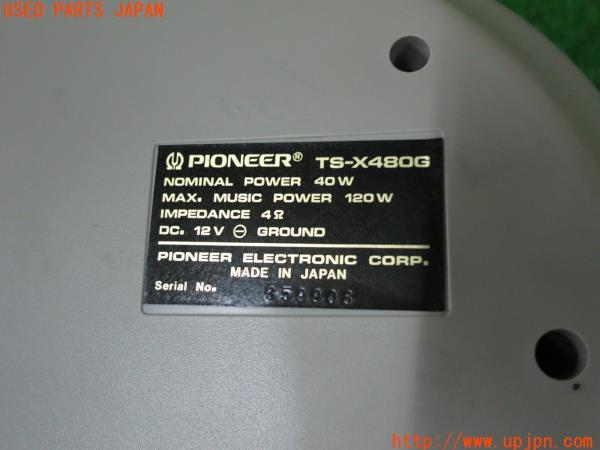 USED PARTS JAPAN
PIONEER® TS-X480G
NOMINAL POWER 40W
MAX. MUSIC POWER 120W
IMPEDANCE 4Ω
DC. 12V ⊖ GROUND
PIONEER ELECTRONIC CORP.
MADE IN JAPAN
Serial No.
© UPJ http://www.upjpn.com/